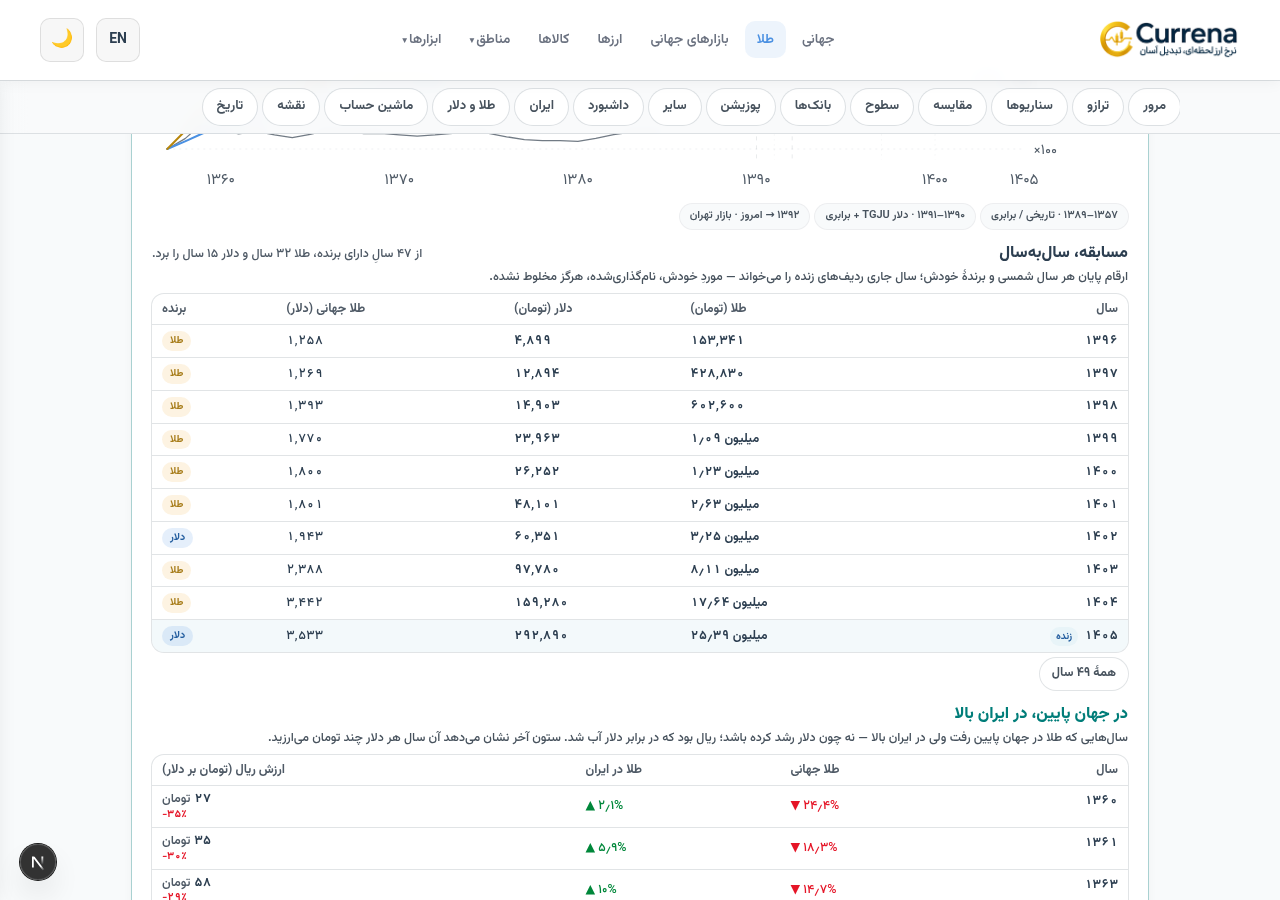 Currena
نرخ ارز لحظه‌ای، تبدیل آسان
جهانی طلا بازارهای جهانی ارزها کالاها مناطق▾ ابزارها▾ EN
مرور ترازو سناریوها مقایسه سطوح بانک‌ها پوزیشن سایر داشبورد ایران طلا و دلار ماشین حساب نقشه تاریخ
×۱۰۰
۱۳۶۰ ۱۳۷۰ ۱۳۸۰ ۱۳۹۰ ۱۴۰۰ ۱۴۰۵
۱۳۵۷–۱۳۸۹ · تاریخی / برابری ۱۳۹۰–۱۳۹۱ · دلار TGJU + برابری ۱۳۹۲ → امروز · بازار تهران
مسابقه، سال‌به‌سال
از ۴۷ سالِ دارای برنده، طلا ۳۲ سال و دلار ۱۵ سال را برد.
ارقام پایان هر سال شمسی و برندهٔ خودش؛ سال جاری ردیف‌های زنده را می‌خواند — موردِ خودش، نام‌گذاری‌شده، هرگز مخلوط نشده.
سال طلا (تومان) دلار (تومان) طلا جهانی (دلار) برنده
۱۳۹۶ ۱۵۳,۳۴۱ ۴,۸۹۹ ۱,۲۵۸ طلا
۱۳۹۷ ۴۲۸,۸۳۰ ۱۲,۸۹۴ ۱,۲۶۹ طلا
۱۳۹۸ ۶۰۲,۶۰۰ ۱۴,۹۰۳ ۱,۳۹۳ طلا
۱۳۹۹ ۱٫۰۹ میلیون ۲۳,۹۶۳ ۱,۷۷۰ طلا
۱۴۰۰ ۱٫۲۳ میلیون ۲۶,۲۵۲ ۱,۸۰۰ طلا
۱۴۰۱ ۲٫۶۳ میلیون ۴۸,۱۰۱ ۱,۸۰۱ طلا
۱۴۰۲ ۳٫۲۵ میلیون ۶۰,۳۵۱ ۱,۹۴۳ دلار
۱۴۰۳ ۸٫۱۱ میلیون ۹۷,۷۸۰ ۲,۳۸۸ طلا
۱۴۰۴ ۱۷٫۶۴ میلیون ۱۵۹,۲۸۰ ۳,۴۴۲ طلا
۱۴۰۵ زنده ۲۵٫۳۹ میلیون ۲۹۲,۸۹۰ ۳,۵۳۳ دلار
همهٔ ۴۹ سال
در جهان پایین، در ایران بالا
سال‌هایی که طلا در جهان پایین رفت ولی در ایران بالا — نه چون دلار رشد کرده باشد؛ ریال بود که در برابر دلار آب شد. ستون آخر نشان می‌دهد آن سال هر دلار چند تومان می‌ارزید.
سال طلا جهانی طلا در ایران ارزش ریال (تومان بر دلار)
۱۳۶۰ ▼ ۲۴٫۴% ▲ ۲٫۱% ۲۷ تومان
-۳۵٪
۱۳۶۱ ▼ ۱۸٫۳% ▲ ۵٫۹% ۳۵ تومان
-۳۰٪
۱۳۶۳ ▼ ۱۴٫۷% ▲ ۱۰% ۵۸ تومان
-۲۹٪
N